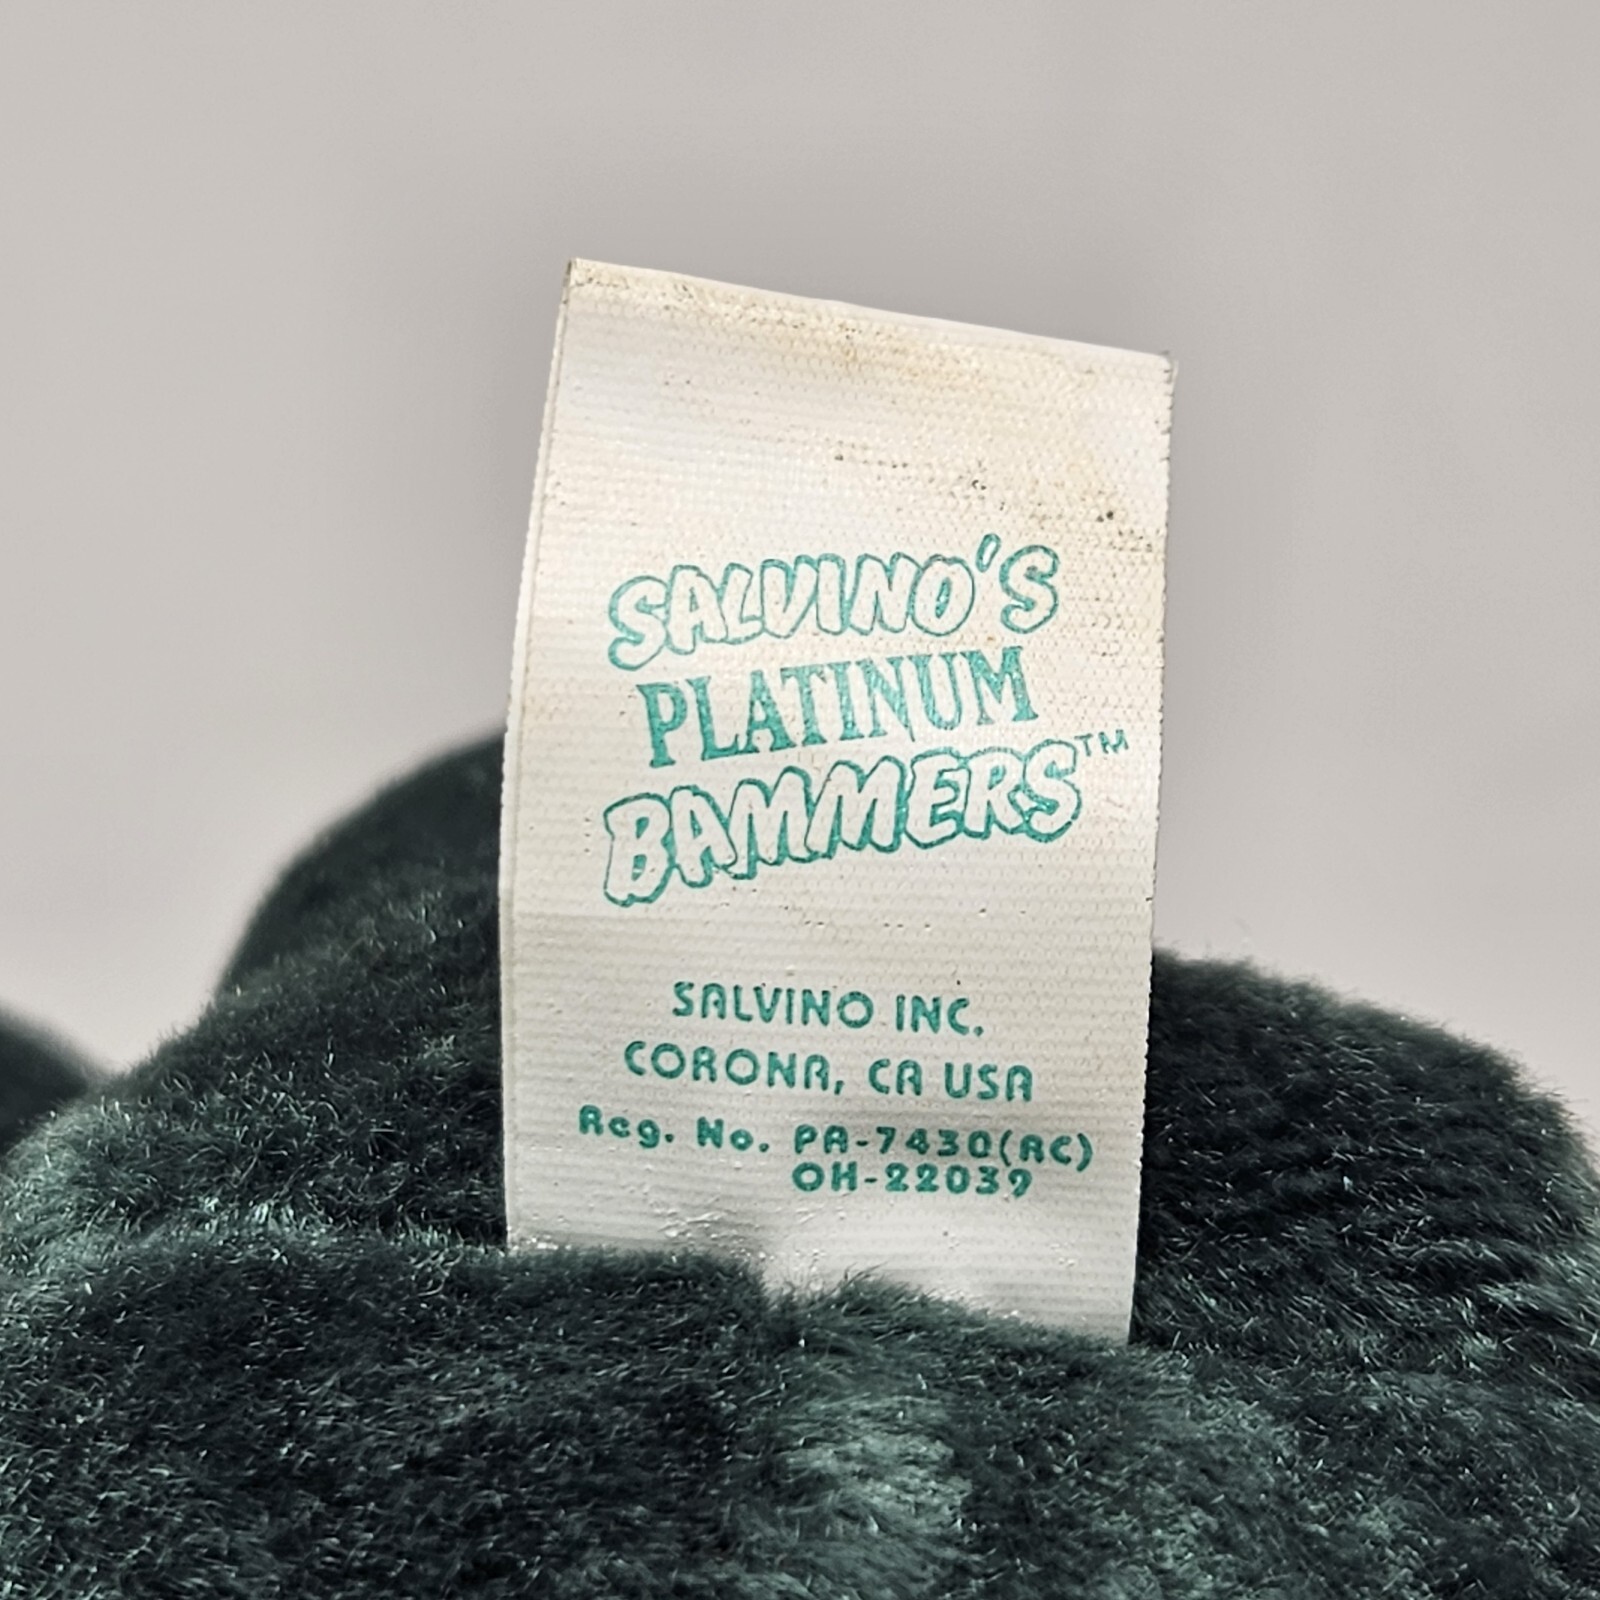 SALVINO'S
PLATINUM
BAMMERS™
SALVINO INC.
CORONA, CA USA
Reg. No. PA-7430(RC)
OH-22039